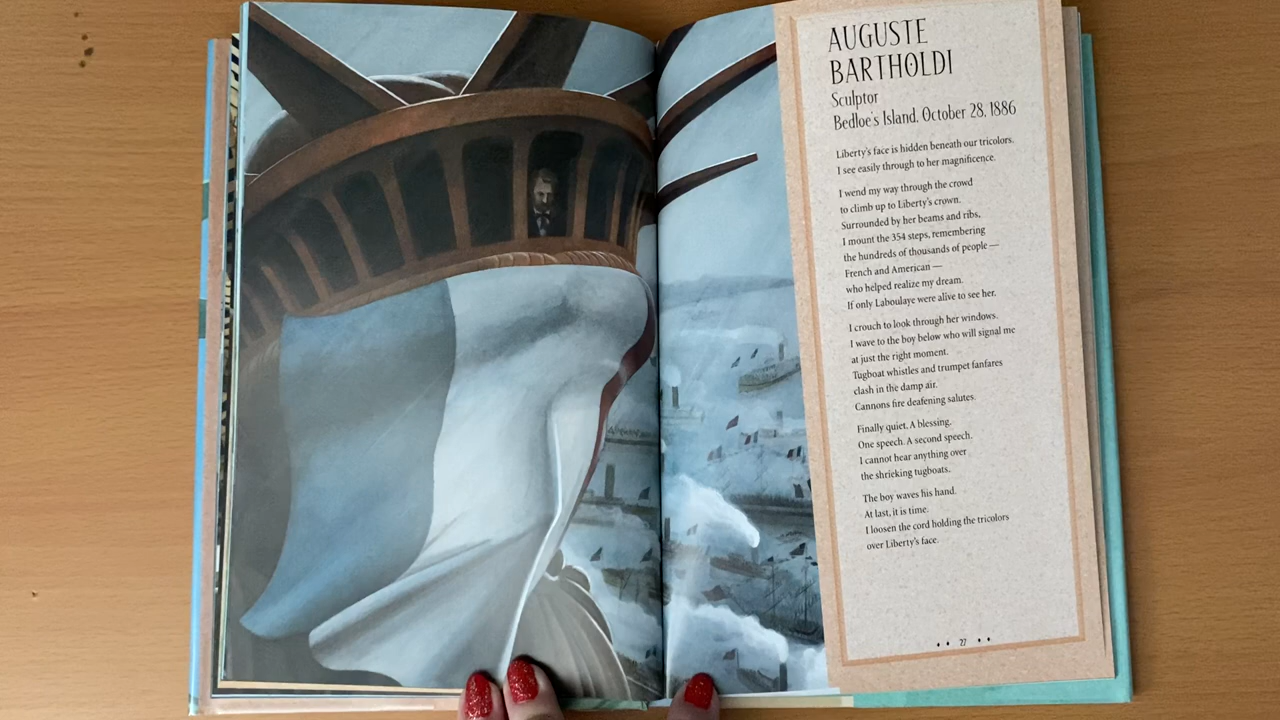 AUGUSTE
BARTHOLDI
Sculptor
Bedloe's Island, October 28, 1886
Liberty's face is hidden beneath our tricolors.
I see easily through to her magnificence.
I wend my way through the crowd
to climb up to Liberty's crown.
Surrounded by her beams and ribs,
I mount the 354 steps, remembering
the hundreds of thousands of people—
French and American—
who helped realize my dream.
If only Laboulaye were alive to see her.
I crouch to look through her windows.
I wave to the boy below who will signal me
at just the right moment.
Tugboat whistles and trumpet fanfares
clash in the damp air.
Cannons fire deafening salutes.
Finally quiet. A blessing.
One speech. A second speech.
I cannot hear anything over
the shrieking tugboats.
The boy waves his hand.
At last, it is time.
I loosen the cord holding the tricolors
over Liberty's face.
27